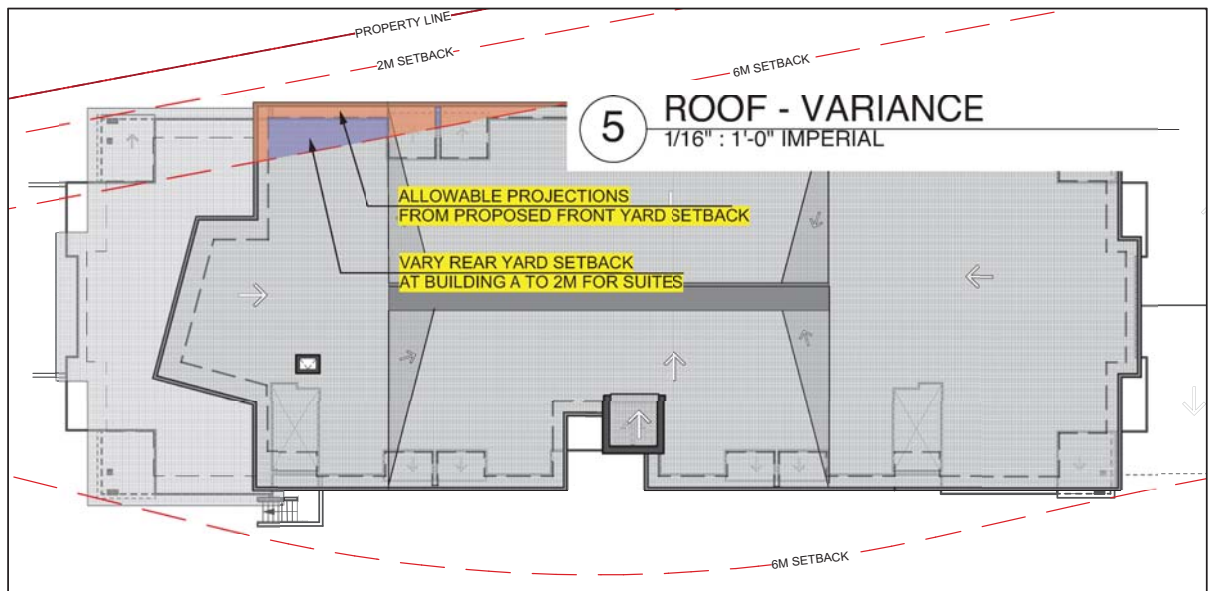 PROPERTY LINE
2M SETBACK
6M SETBACK
5
ROOF - VARIANCE
1/16" : 1'-0" IMPERIAL
ALLOWABLE PROJECTIONS
FROM PROPOSED FRONT YARD SETBACK
VARY REAR YARD SETBACK
AT BUILDING A TO 2M FOR SUITES
6M SETBACK